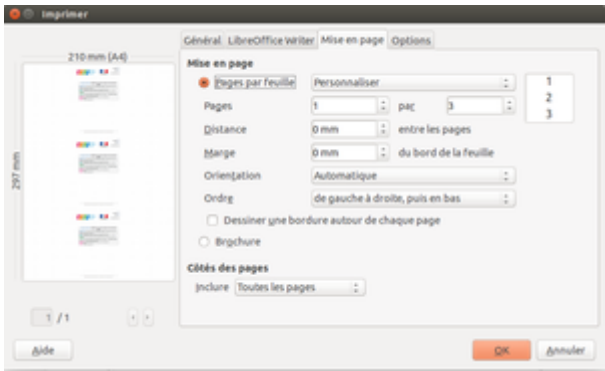 Imprimer
Général LibreOffice Writer Mise en page Options
210 mm (A4)
297 mm
Mise en page
Pages par feuille Personnaliser
Pages 1 par 3
Distance 0 mm entre les pages
Marge 0 mm du bord de la feuille
Orientation Automatique
Ordre de gauche à droite, puis en bas
Dessiner une bordure autour de chaque page
Brochure
1
2
3
Côtés des pages
Inclure Toutes les pages
1 / 1
Aide OK Annuler